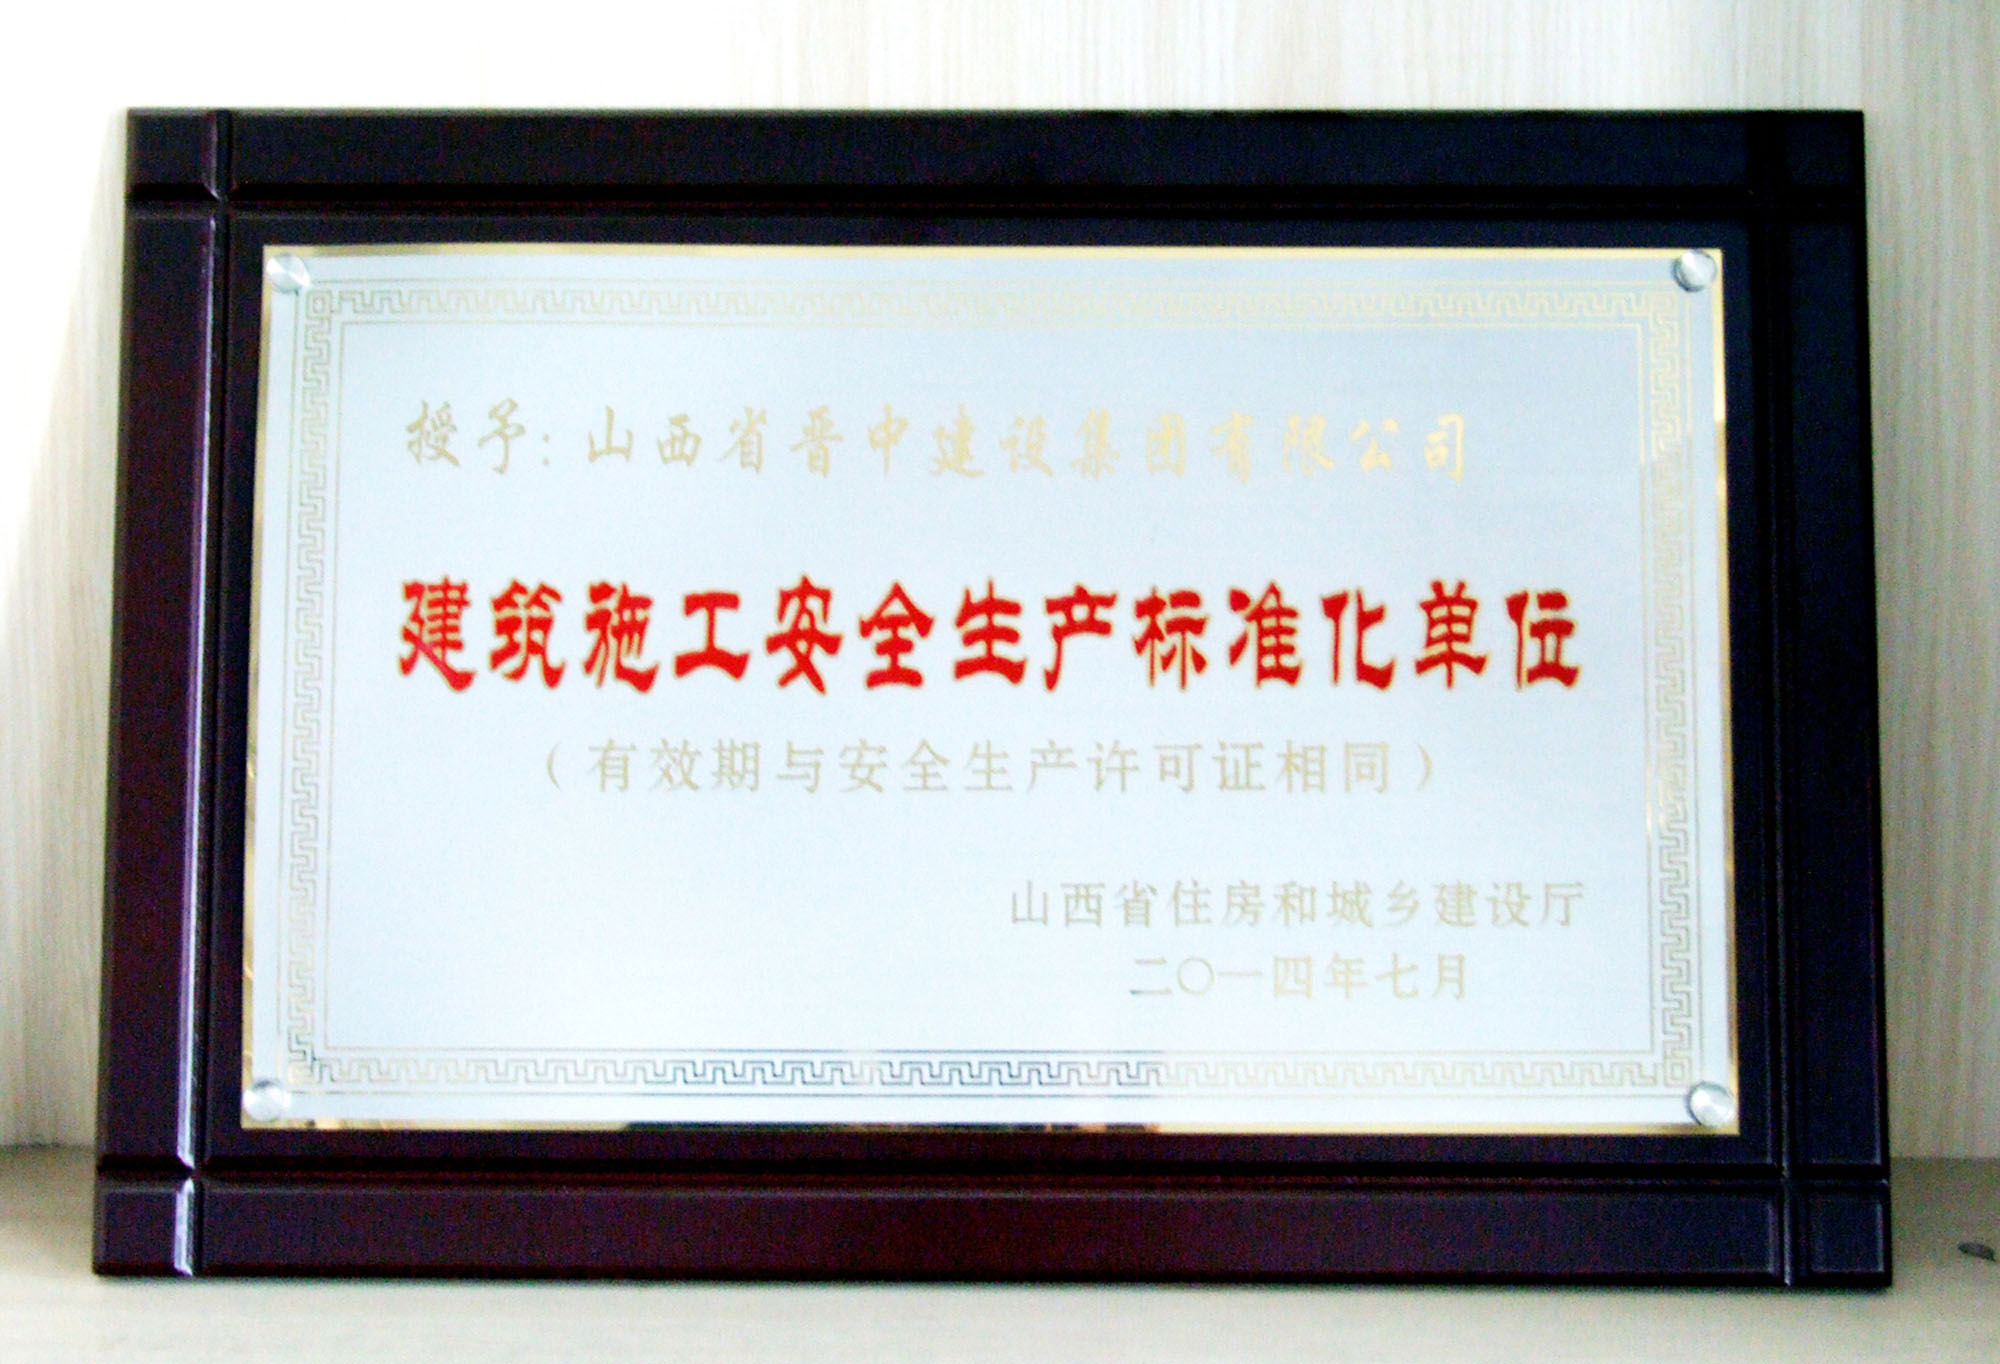 授予：山西省晋中建设集团有限公司
建筑施工安全生产标准化单位
（有效期与安全生产许可证相同）
山西省住房和城乡建设厅
二〇一四年七月